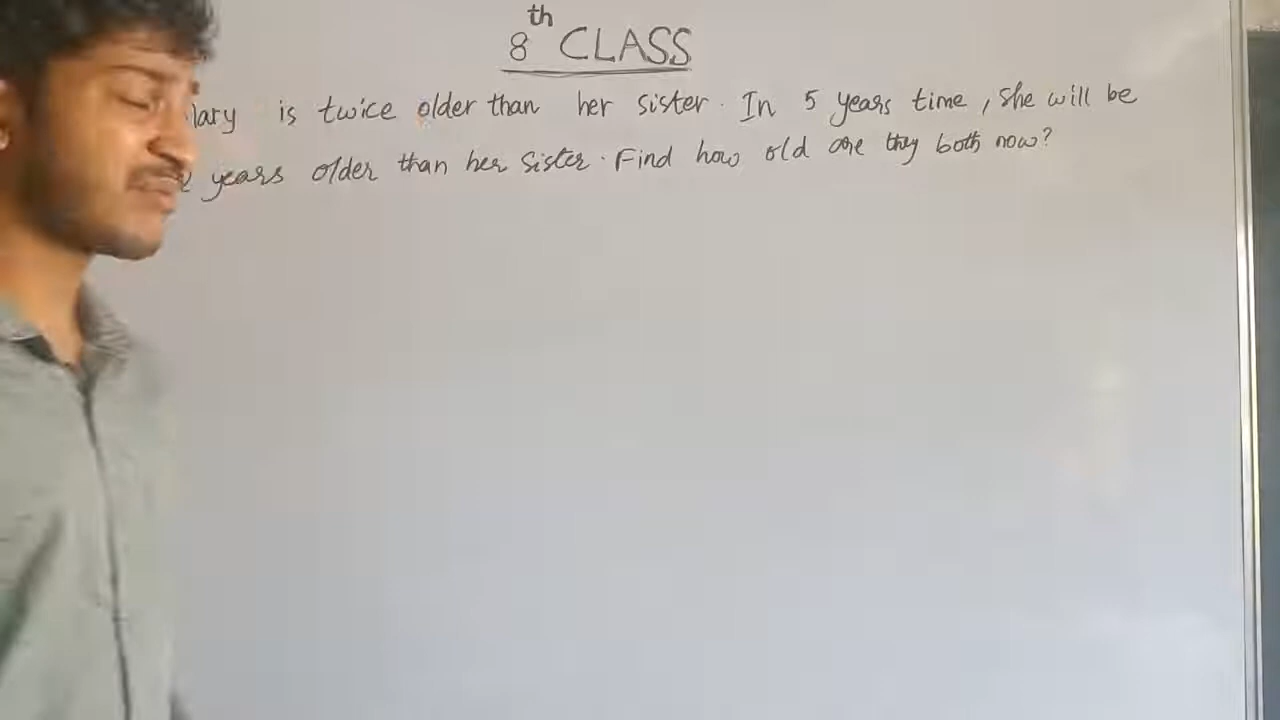 8th CLASS
lary is twice older than her sister. In 5 years time, she will be
years older than her sister. Find how old are they both now?